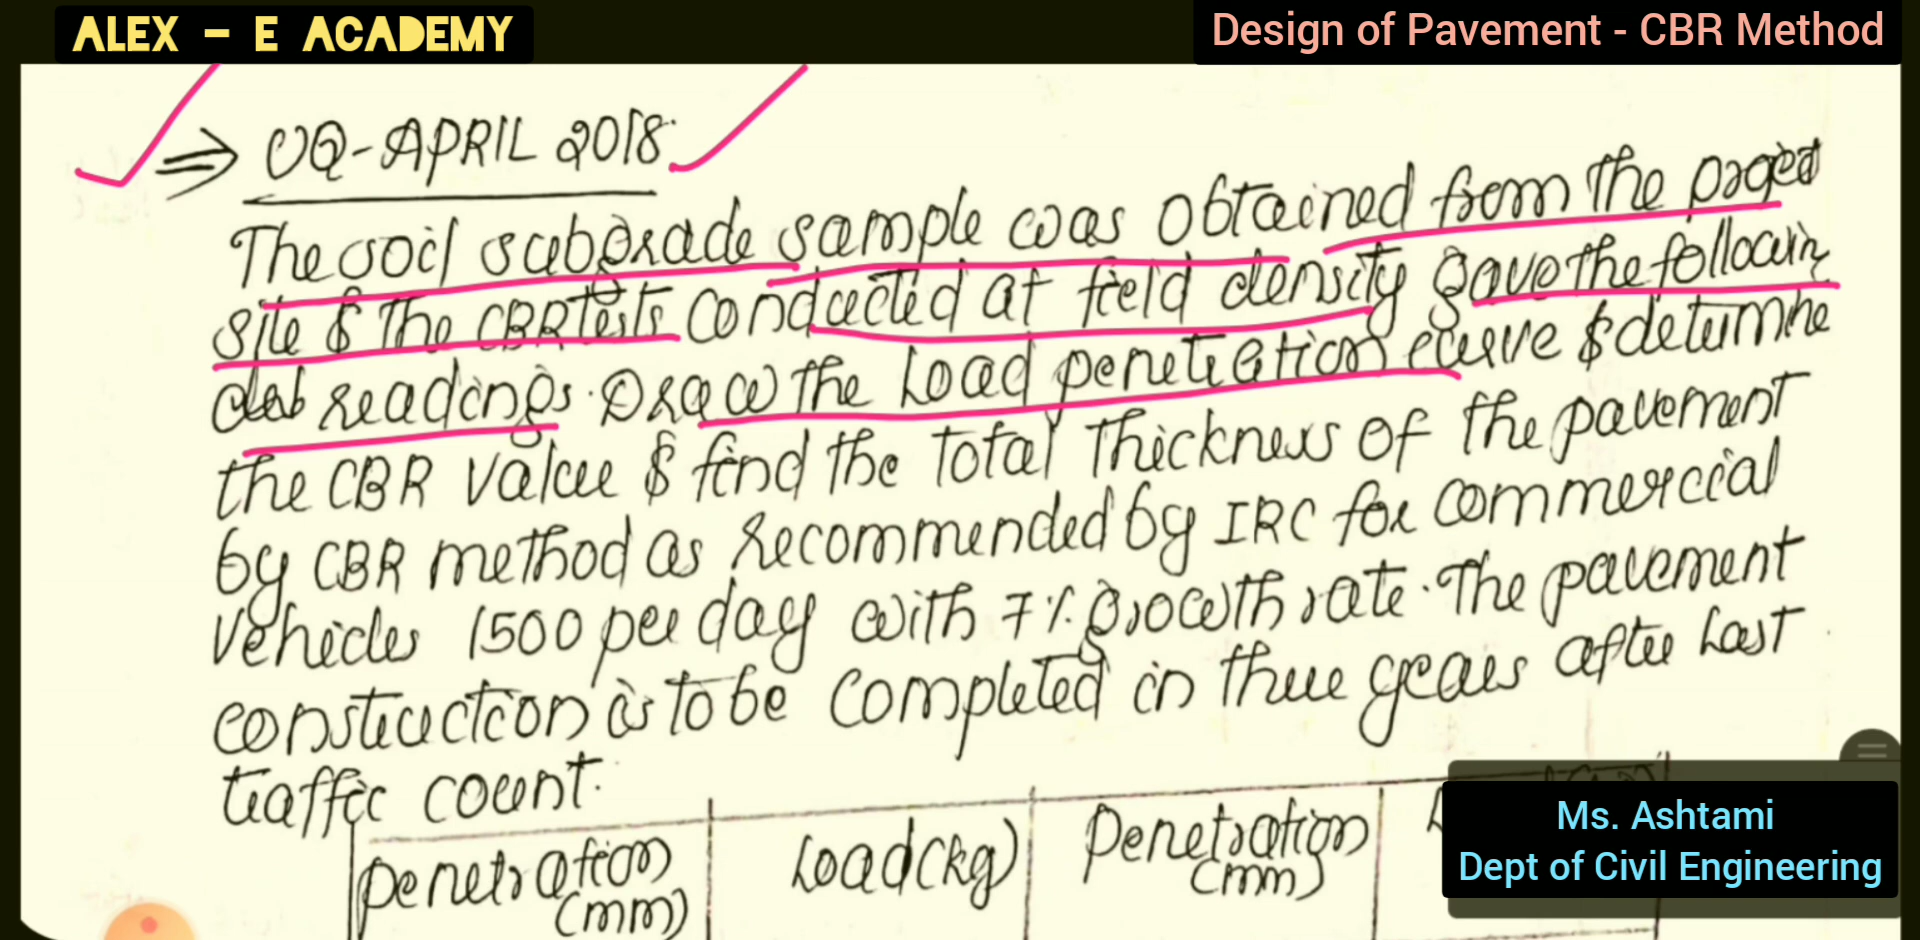 ALEX - E ACADEMY
Design of Pavement - CBR Method
⇒ UQ-APRIL 2018.
The soil subgrade sample was obtained from the
site & the CBR Tests conducted at field density gave the followin
readings. Draw the Load penetration curve & determine
the CBR value & find the Total Thickness of the pavement
by CBR method as recommended by IRC for commercial
Vehicles 1500 per day with 7% growth rate. The pavement
construction is to be completed in three years after last
traffic count.
penetration (mm)
Load (kg)
Penetration (mm)
Ms. Ashtami
Dept of Civil Engineering